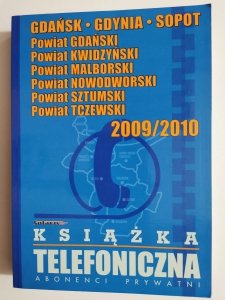 GDAŃSK • GDYNIA • SOPOT
Powiat GDAŃSKI
Powiat KWIDZYŃSKI
Powiat MALBORSKI
Powiat NOWODWORSKI
Powiat SZTUMSKI
Powiat TCZEWSKI
2009/2010
KSIĄŻKA
TELEFONICZNA
ABONENCI PRYWATNI